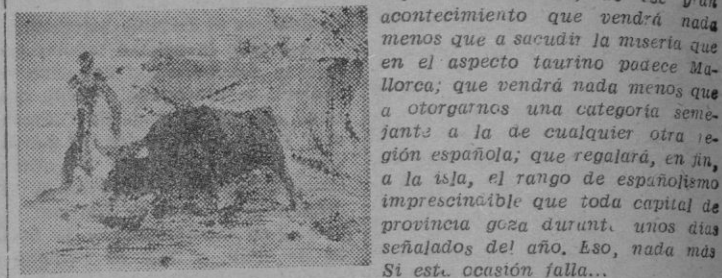 acontecimiento que vendrá nada
menos que a sacudir la miseria que
en el aspecto taurino padece Ma-
llorca; que vendrá nada menos que
a otorgarnos una categoría seme-
jante a la de cualquier otra re-
gión española; que regalará, en fin,
a la isla, el rango de españolismo
imprescindible que toda capital de
provincia goza durante unos días
señalados del año. Eso, nada más
Si esta ocasión falla...